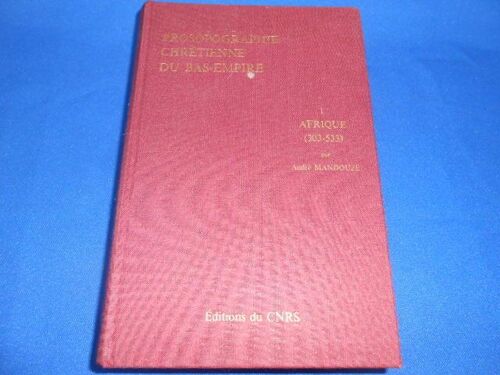 PROSOPOGRAPHIE
CHRÉTIENNE
DU BAS-EMPIRE
1
AFRIQUE
(303-533)
par
André MANDOUZE
Éditions du CNRS